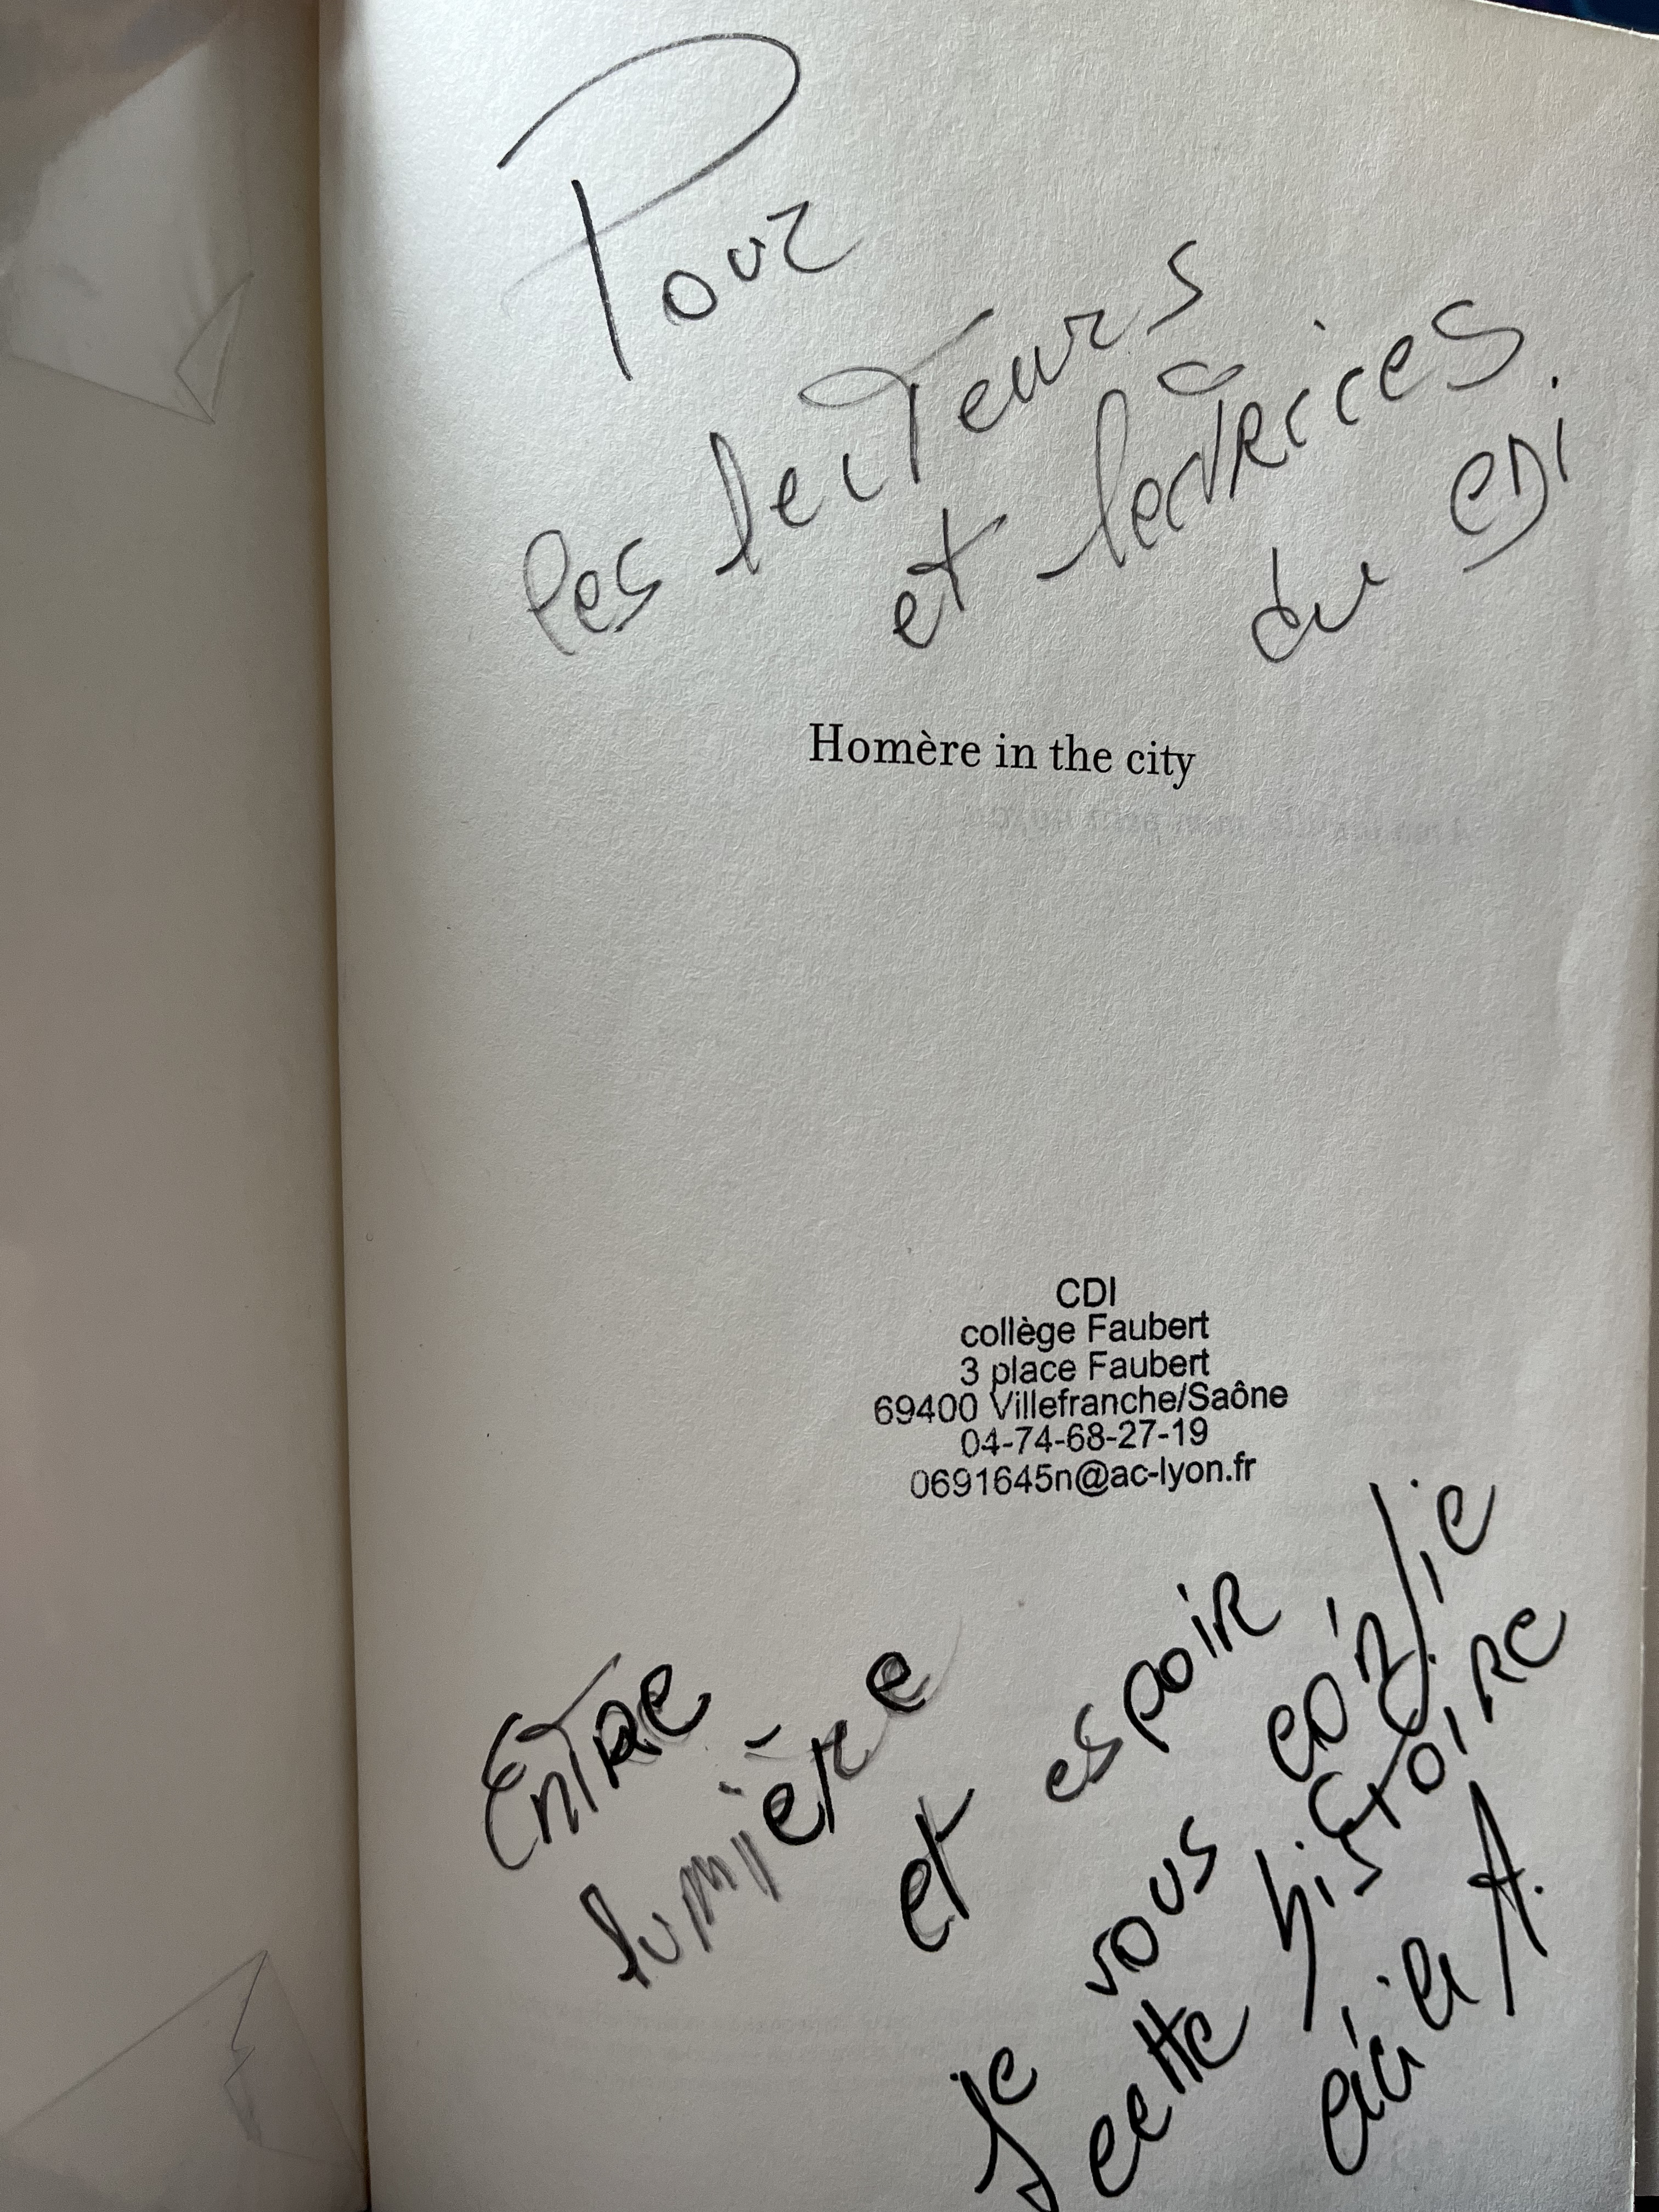 Pour
les lecteurs
et lectrices
du CDI
Homère in the city
CDI
collège Faubert
3 place Faubert
69400 Villefranche/Saône
04-74-68-27-19
0691645n@ac-lyon.fr
Entre
lumière
et espoir
Je vous confie
cette histoire
Cécile A.